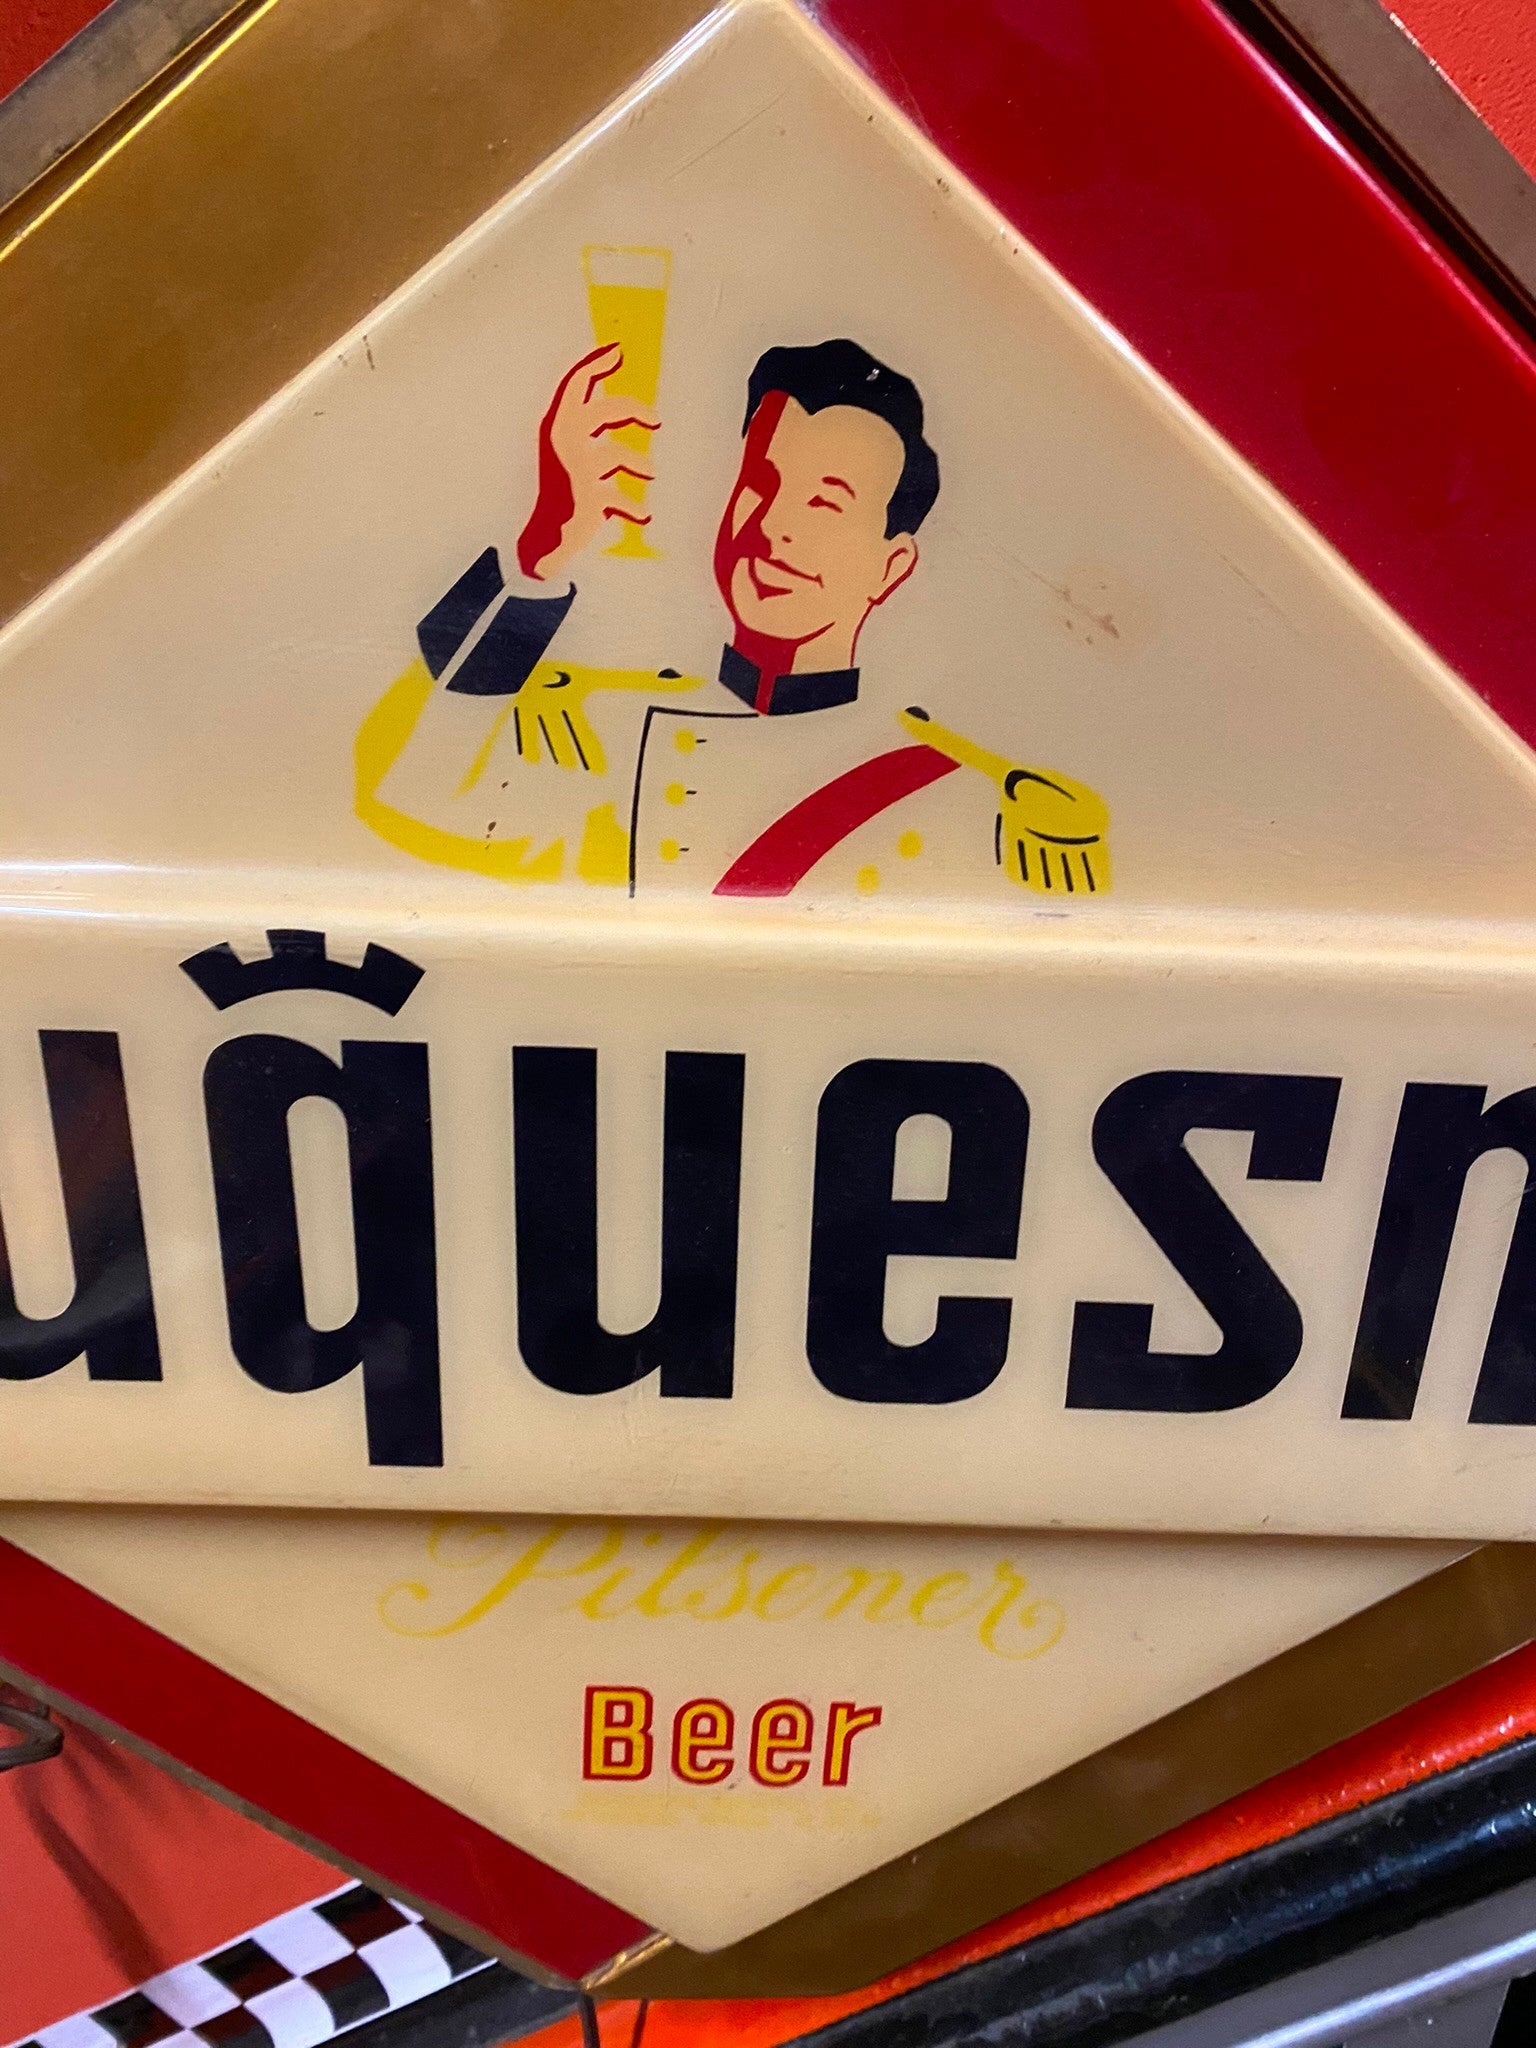 uquesn
Pilsener
Beer